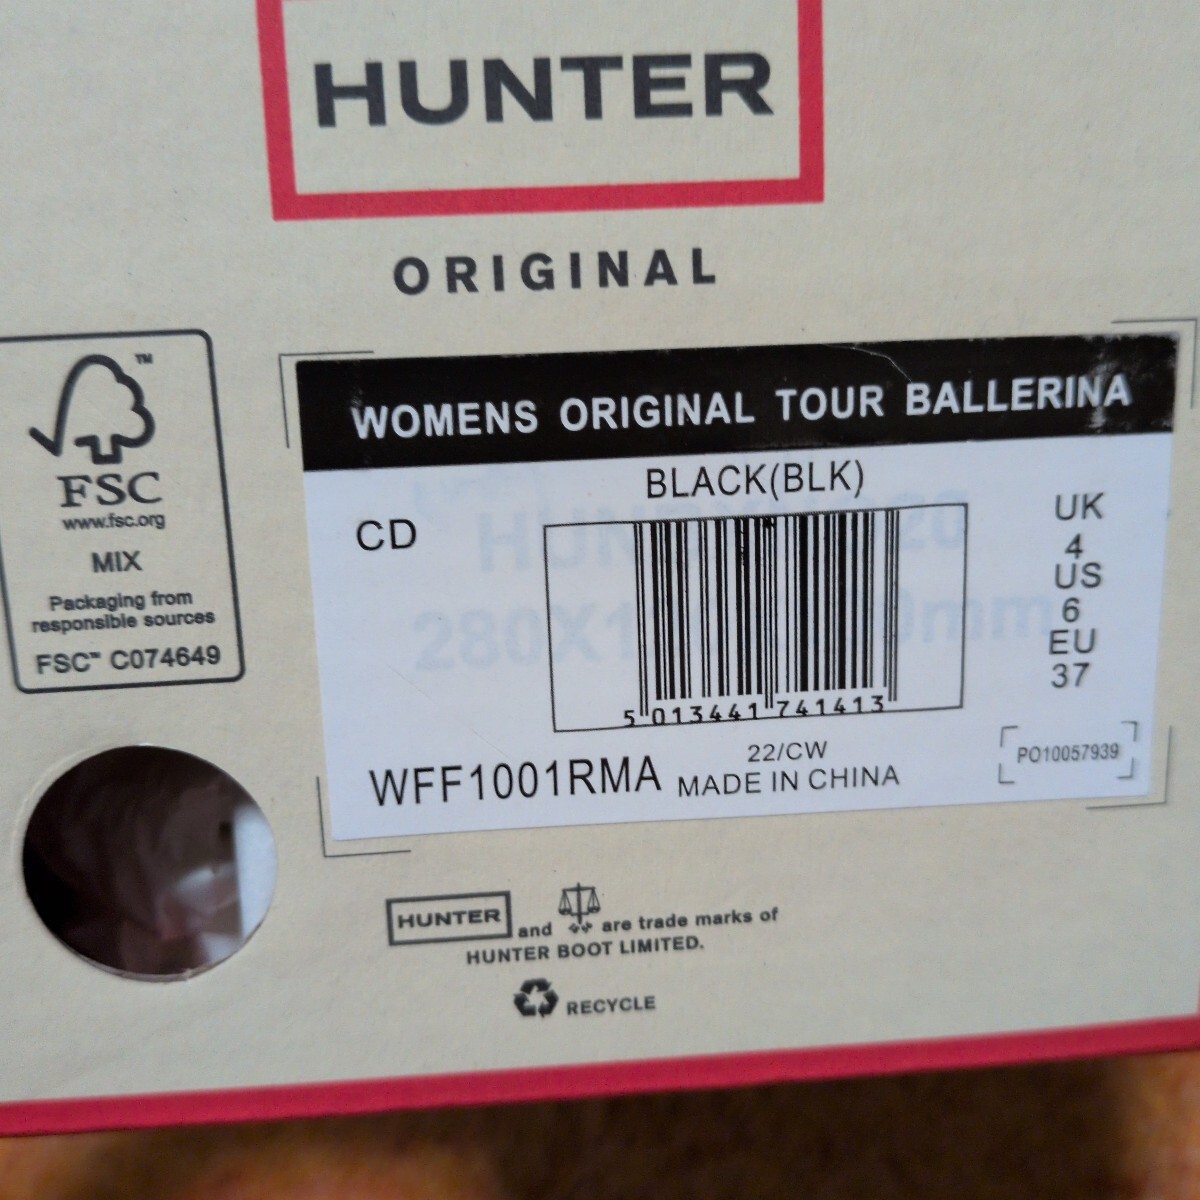 HUNTER
ORIGINAL
TM
FSC
www.fsc.org
MIX
Packaging from
responsible sources
FSC™ C074649
WOMENS ORIGINAL TOUR BALLERINA
BLACK(BLK)
CD
UK
4
US
6
EU
37
5 013441 741413
22/CW
WFF1001RMA MADE IN CHINA
PO10057939
HUNTER and are trade marks of
HUNTER BOOT LIMITED.
RECYCLE